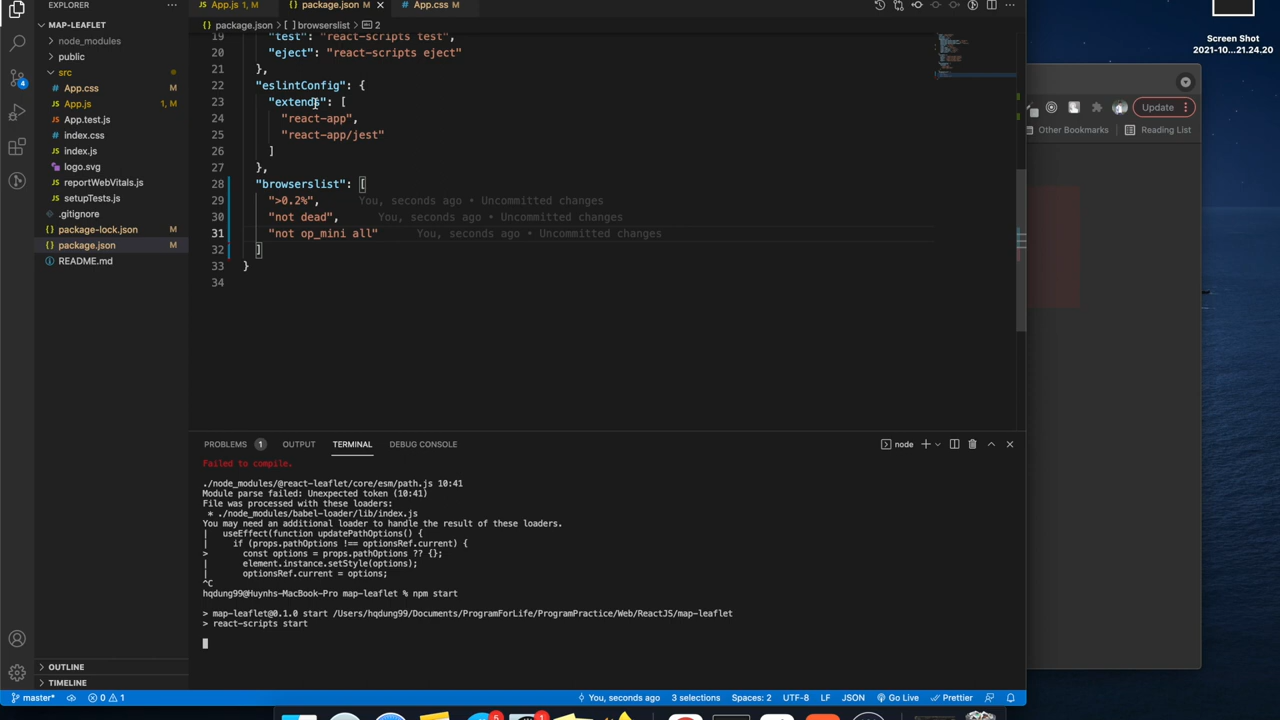 EXPLORER
MAP-LEAFLET
node_modules
public
src
App.css M
App.js 1, M
App.test.js
index.css
index.js
logo.svg
reportWebVitals.js
setupTests.js
.gitignore
package-lock.json M
package.json M
README.md
OUTLINE
TIMELINE
4
JS App.js 1, M
package.json M
App.css M
package.json > [ ] browserslist > 2
19 "test": "react-scripts test",
20 "eject": "react-scripts eject"
21 },
22 "eslintConfig": {
23 "extends": [
24 "react-app",
25 "react-app/jest"
26 ]
27 },
28 "browserslist": [
29 ">0.2%", You, seconds ago • Uncommitted changes
30 "not dead", You, seconds ago • Uncommitted changes
31 "not op_mini all" You, seconds ago • Uncommitted changes
32 ]
33 }
34
PROBLEMS 1 OUTPUT TERMINAL DEBUG CONSOLE
node
Failed to compile.
./node_modules/@react-leaflet/core/esm/path.js 10:41
Module parse failed: Unexpected token (10:41)
File was processed with these loaders:
* ./node_modules/babel-loader/lib/index.js
You may need an additional loader to handle the result of these loaders.
| useEffect(function updatePathOptions() {
| if (props.pathOptions !== optionsRef.current) {
> const options = props.pathOptions ?? {};
| element.instance.setStyle(options);
| optionsRef.current = options;
^C
hqdung99@Huynhs-MacBook-Pro map-leaflet % npm start
> map-leaflet@0.1.0 start /Users/hqdung99/Documents/ProgramForLife/ProgramPractice/Web/ReactJS/map-leaflet
> react-scripts start
master* 0 1 You, seconds ago 3 selections Spaces: 2 UTF-8 LF JSON Go Live Prettier
Screen Shot
2021-10...21.24.20
Update
Other Bookmarks
Reading List
5
1